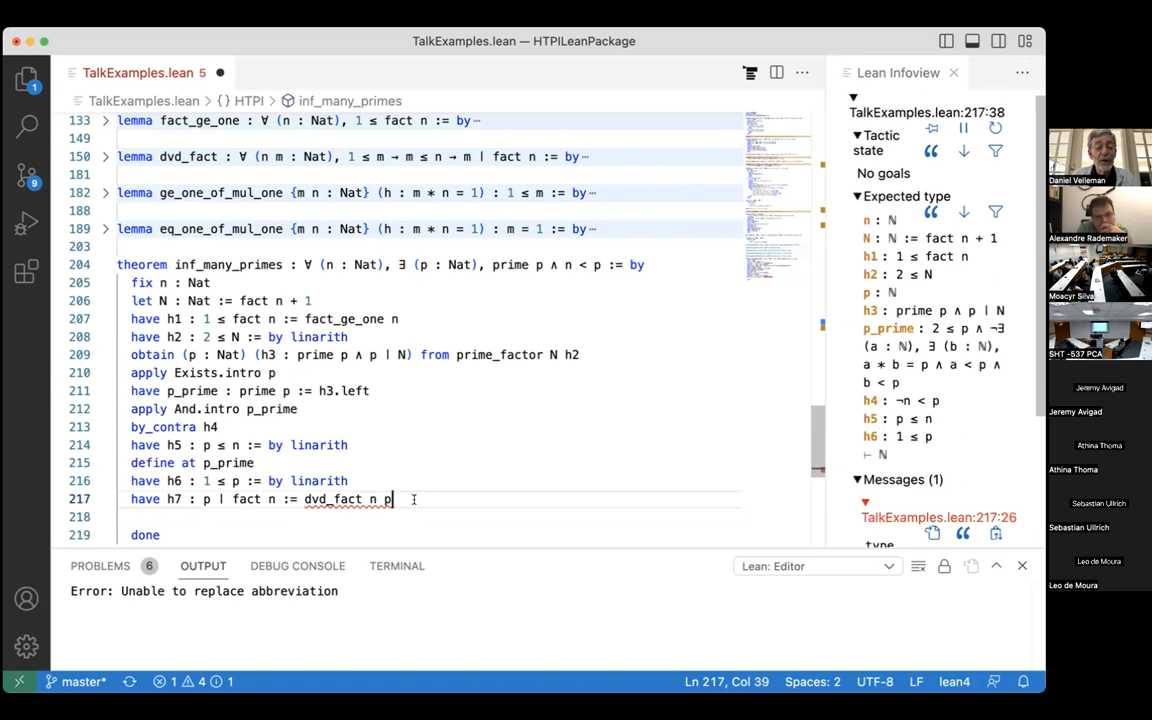 TalkExamples.lean — HTPILeanPackage
TalkExamples.lean 5
TalkExamples.lean > {} HTPI > inf_many_primes
133 lemma fact_ge_one : ∀ (n : Nat), 1 ≤ fact n := by⋯
149
150 lemma dvd_fact : ∀ (n m : Nat), 1 ≤ m → m ≤ n → m ∣ fact n := by⋯
181
182 lemma ge_one_of_mul_one {m n : Nat} (h : m * n = 1) : 1 ≤ m := by⋯
188
189 lemma eq_one_of_mul_one {m n : Nat} (h : m * n = 1) : m = 1 := by⋯
203
204 theorem inf_many_primes : ∀ (n : Nat), ∃ (p : Nat), prime p ∧ n < p := by
205 fix n : Nat
206 let N : Nat := fact n + 1
207 have h1 : 1 ≤ fact n := fact_ge_one n
208 have h2 : 2 ≤ N := by linarith
209 obtain (p : Nat) (h3 : prime p ∧ p ∣ N) from prime_factor N h2
210 apply Exists.intro p
211 have p_prime : prime p := h3.left
212 apply And.intro p_prime
213 by_contra h4
214 have h5 : p ≤ n := by linarith
215 define at p_prime
216 have h6 : 1 ≤ p := by linarith
217 have h7 : p ∣ fact n := dvd_fact n p
218
219 done
Lean Infoview
TalkExamples.lean:217:38
Tactic
state
No goals
Expected type
n : ℕ
N : ℕ := fact n + 1
h1 : 1 ≤ fact n
h2 : 2 ≤ N
p : ℕ
h3 : prime p ∧ p ∣ N
p_prime : 2 ≤ p ∧ ¬∃
(a : ℕ), ∃ (b : ℕ),
a * b = p ∧ a < p ∧
b < p
h4 : ¬n < p
h5 : p ≤ n
h6 : 1 ≤ p
⊢ ℕ
Messages (1)
TalkExamples.lean:217:26
type
PROBLEMS 6 OUTPUT DEBUG CONSOLE TERMINAL
Lean: Editor
Error: Unable to replace abbreviation
1
9
master* 1 4 1
Ln 217, Col 39 Spaces: 2 UTF-8 LF lean4
Daniel Velleman
Alexandre Rademaker
Moacyr Silva
SHT -537 PCA
Jeremy Avigad
Jeremy Avigad
Athina Thoma
Athina Thoma
Sebastian Ullrich
Sebastian Ullrich
Leo de Moura
Leo de Moura